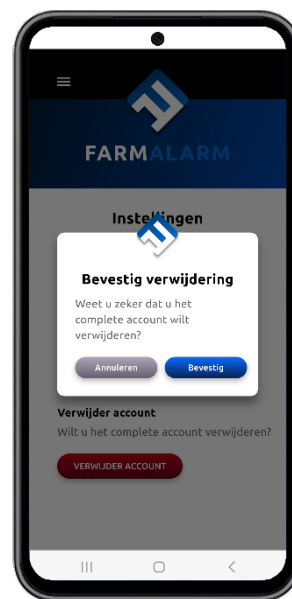 FARMALARM
Instellingen
Bevestig verwijdering
Weet u zeker dat u het
complete account wilt
verwijderen?
Annuleren Bevestig
Verwijder account
Wilt u het complete account verwijderen?
VERWIJDER ACCOUNT